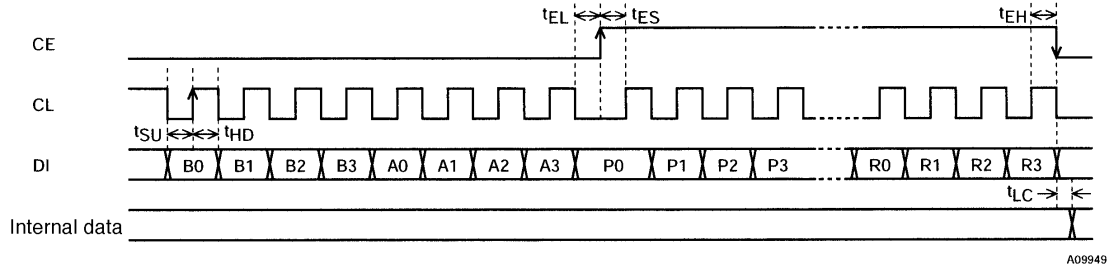 tEL tES tEH
CE
CL
tSU tHD
DI B0 B1 B2 B3 A0 A1 A2 A3 P0 P1 P2 P3 R0 R1 R2 R3
tLC
Internal data
A09949